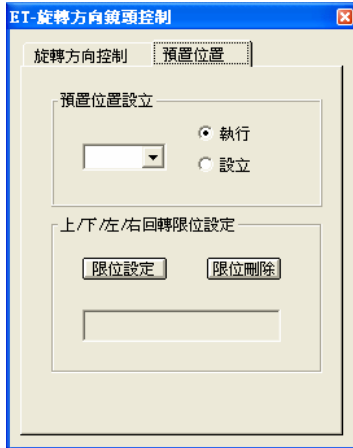 ET-旋轉方向鏡頭控制
旋轉方向控制 預置位置
預置位置設立
執行
設立
上/下/左/右回轉限位設定
限位設定 限位刪除